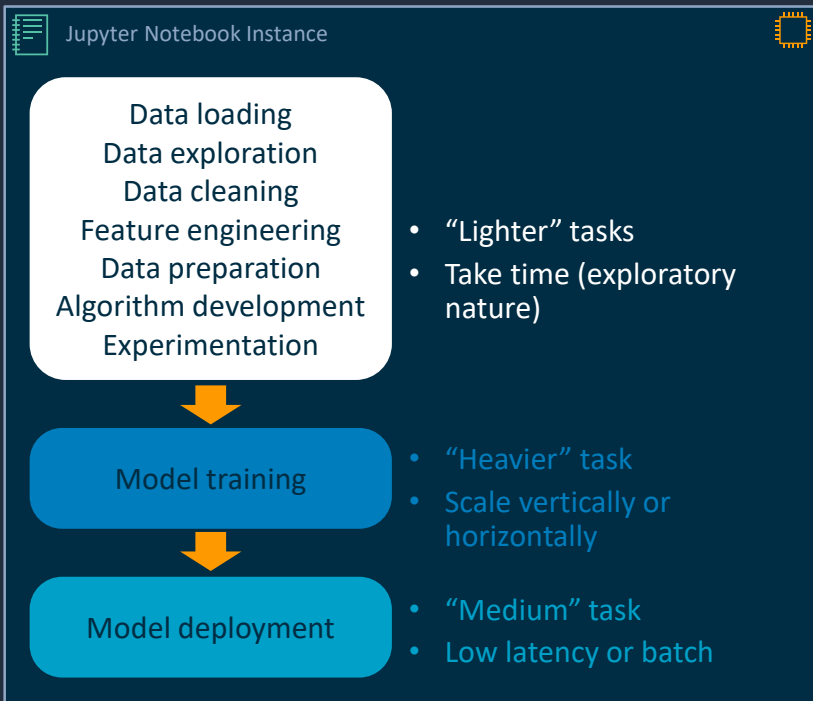 Jupyter Notebook Instance
Data loading
Data exploration
Data cleaning
Feature engineering
Data preparation
Algorithm development
Experimentation
• “Lighter” tasks
• Take time (exploratory
nature)
Model training
• “Heavier” task
• Scale vertically or
horizontally
Model deployment
• “Medium” task
• Low latency or batch